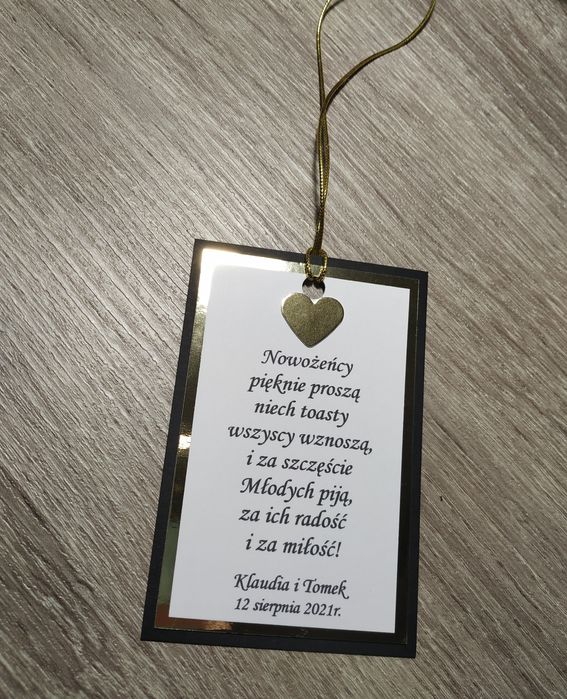 Nowożeńcy
pięknie proszą
niech toasty
wszyscy wznoszą,
i za szczęście
Młodych piją,
za ich radość
i za miłość!
Klaudia i Tomek
12 sierpnia 2021r.